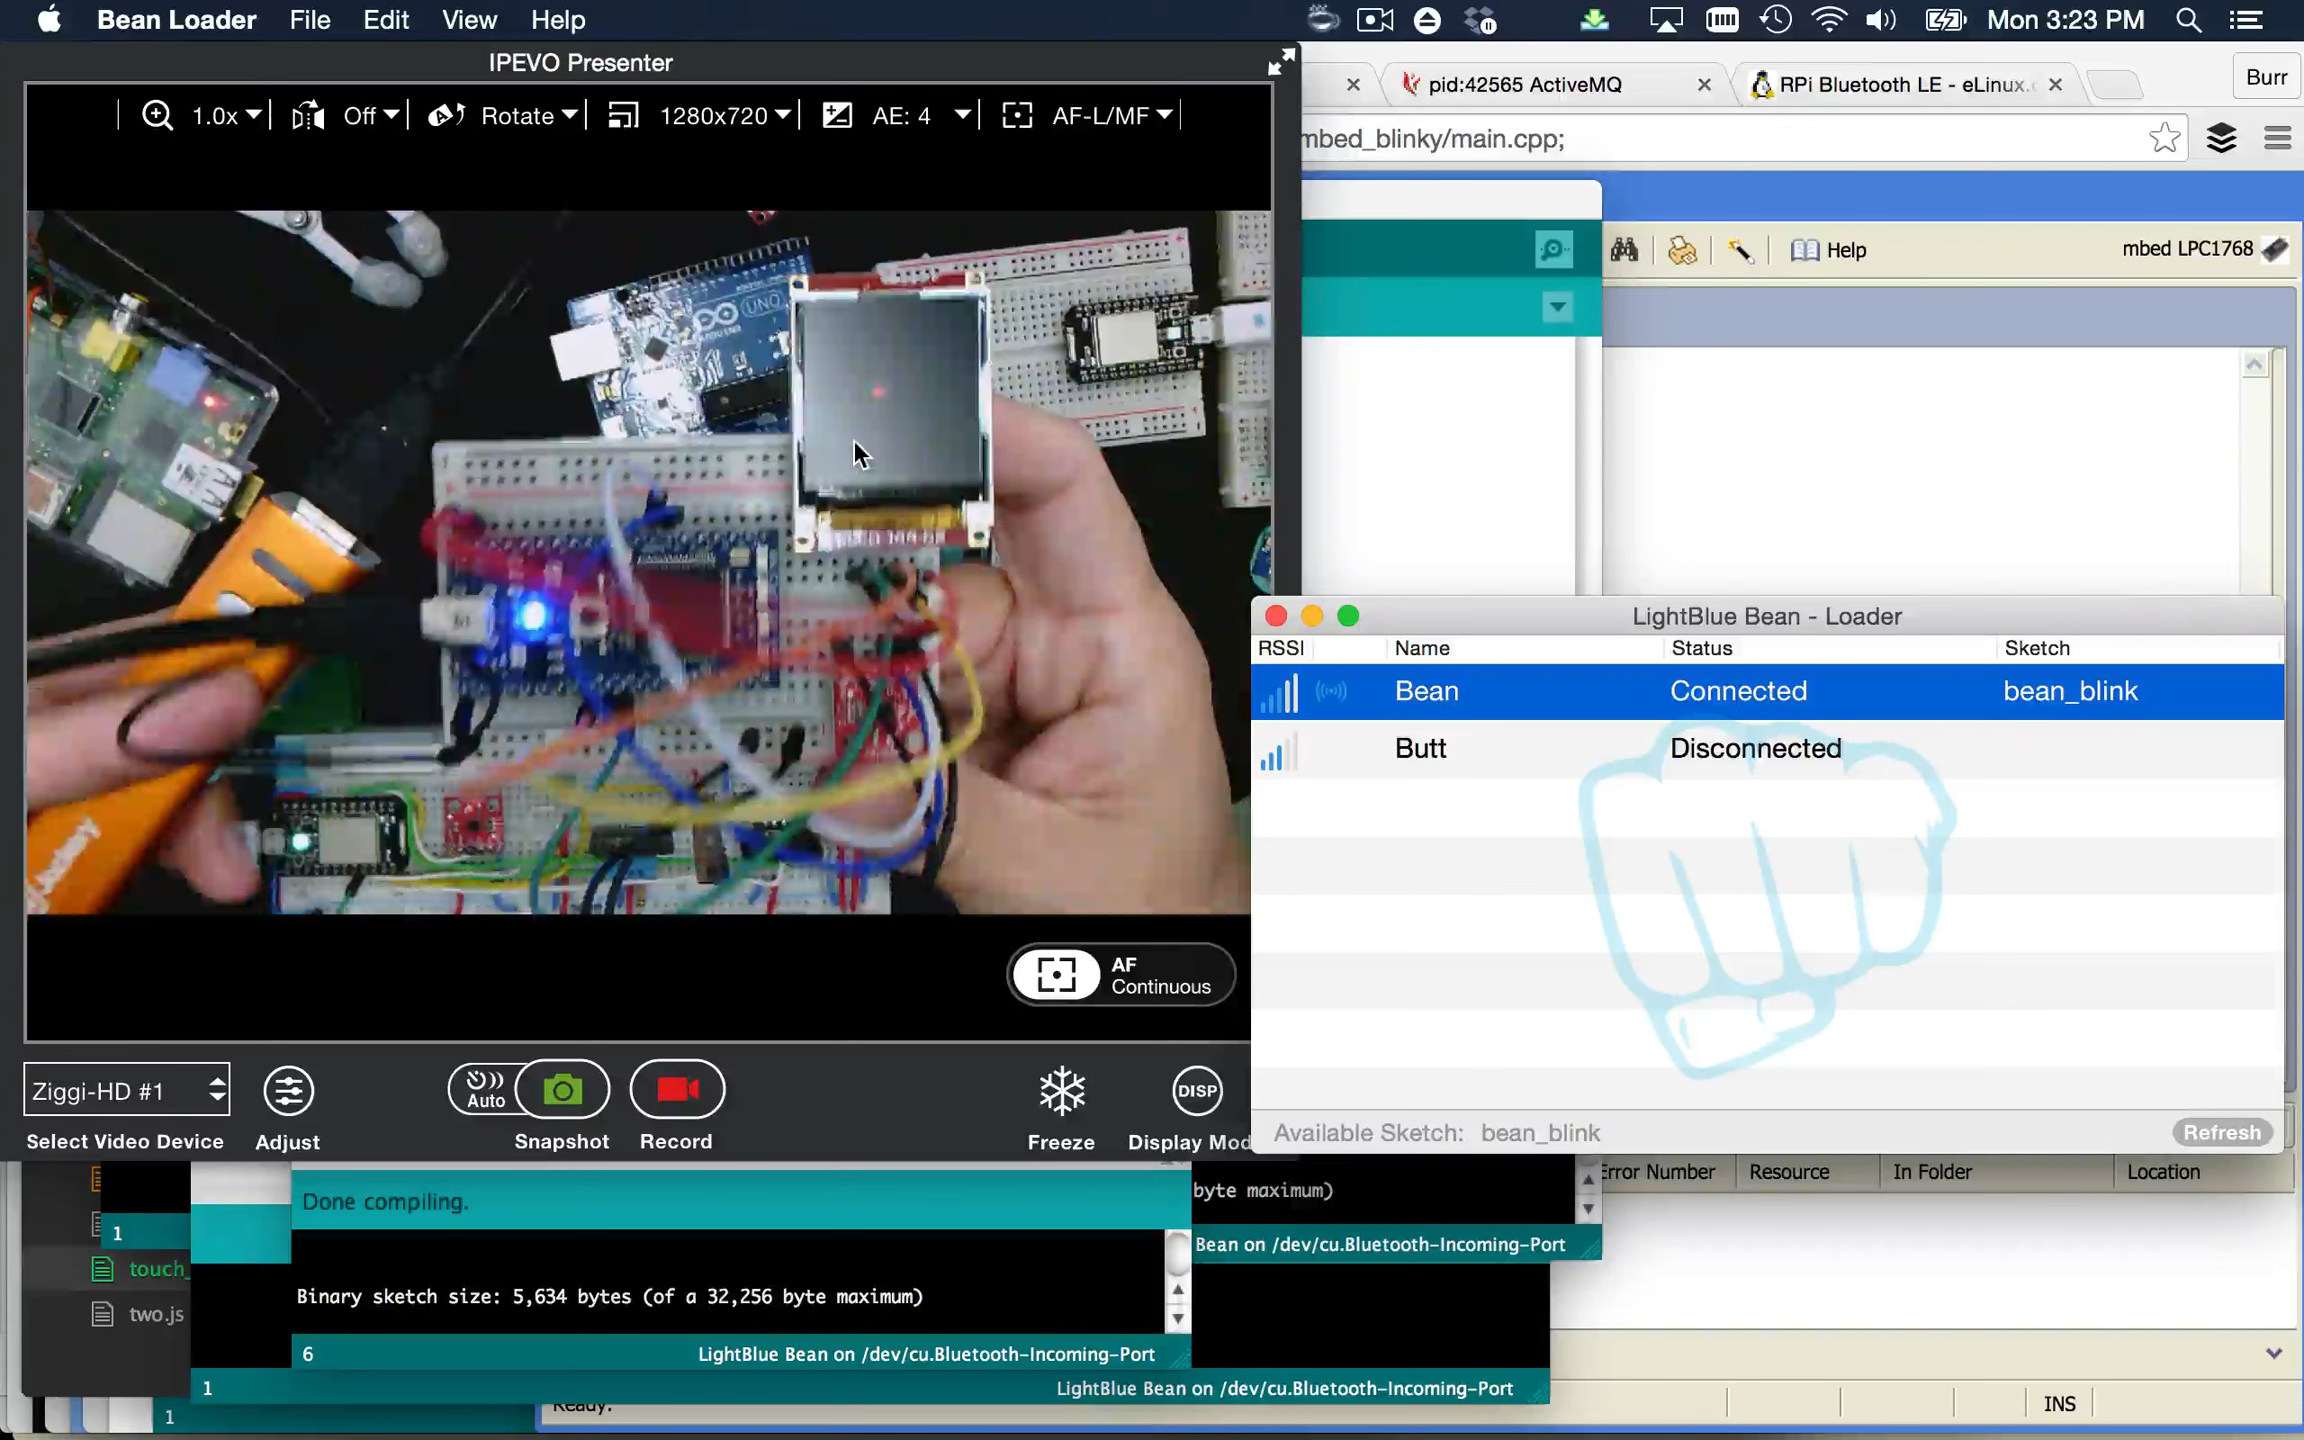 Bean Loader File Edit View Help Mon 3:23 PM
IPEVO Presenter
1.0x Off Rotate 1280x720 AE: 4 AF-L/MF
pid:42565 ActiveMQ RPi Bluetooth LE - eLinux. Burr
mbed_blinky/main.cpp;
Help mbed LPC1768
UNO
LightBlue Bean - Loader
RSSI Name Status Sketch
Bean Connected bean_blink
Butt Disconnected
AF
Continuous
Ziggi-HD #1
Auto
DISP
Select Video Device Adjust Snapshot Record Freeze Display Mod
Available Sketch: bean_blink Refresh
Error Number Resource In Folder Location
Done compiling.
byte maximum)
1
Bean on /dev/cu.Bluetooth-Incoming-Port
touch_
Binary sketch size: 5,634 bytes (of a 32,256 byte maximum)
two.js
6 LightBlue Bean on /dev/cu.Bluetooth-Incoming-Port
1 LightBlue Bean on /dev/cu.Bluetooth-Incoming-Port
Ready.
INS
1